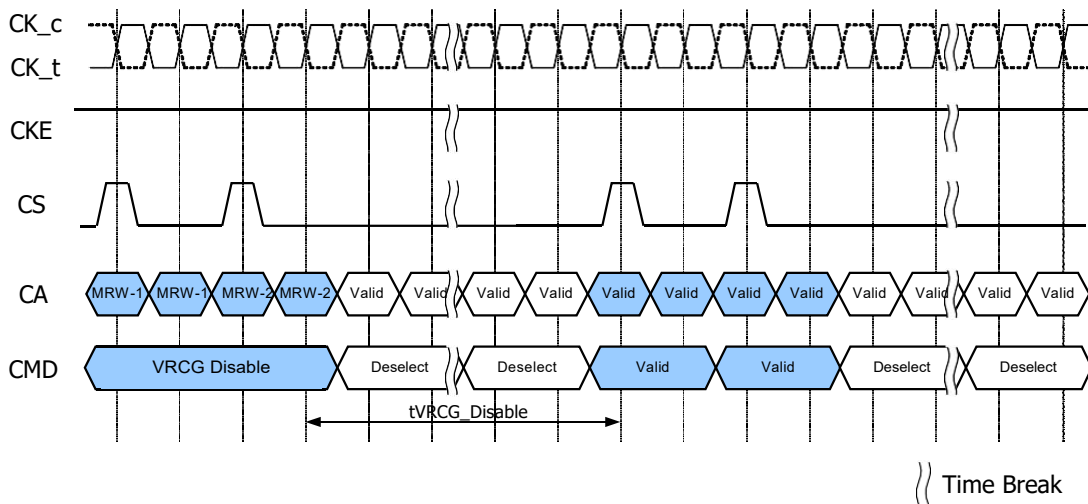 CK_c
CK_t
CKE
CS
CA MRW-1 MRW-1 MRW-2 MRW-2 Valid Valid Valid Valid Valid Valid Valid Valid Valid Valid Valid Valid
CMD VRCG Disable Deselect Deselect Valid Valid Deselect Deselect
tVRCG_Disable
Time Break